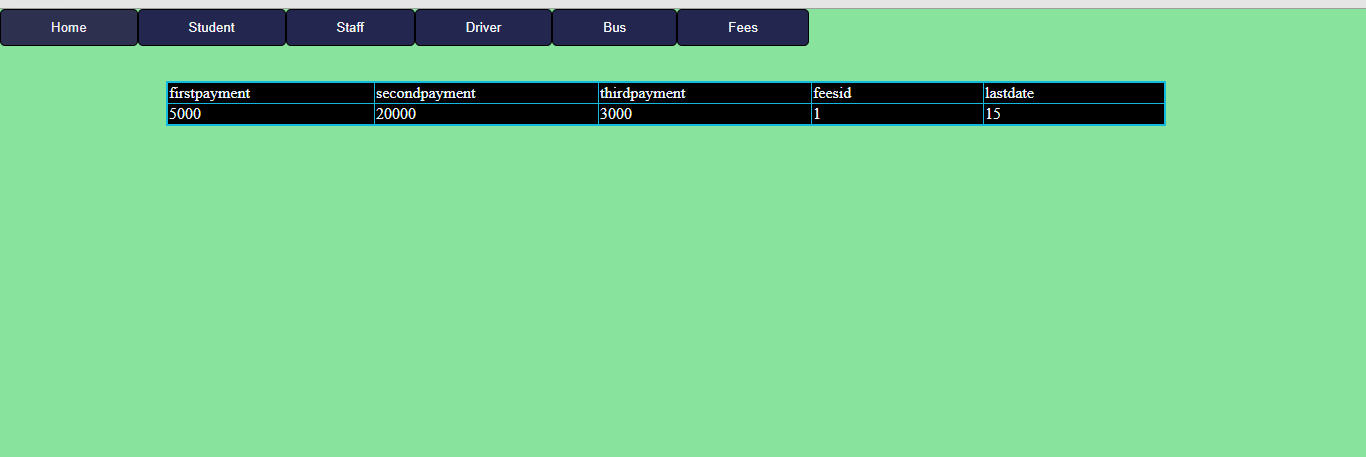 Home Student Staff Driver Bus Fees
firstpayment secondpayment thirdpayment feesid lastdate
5000 20000 3000 1 15